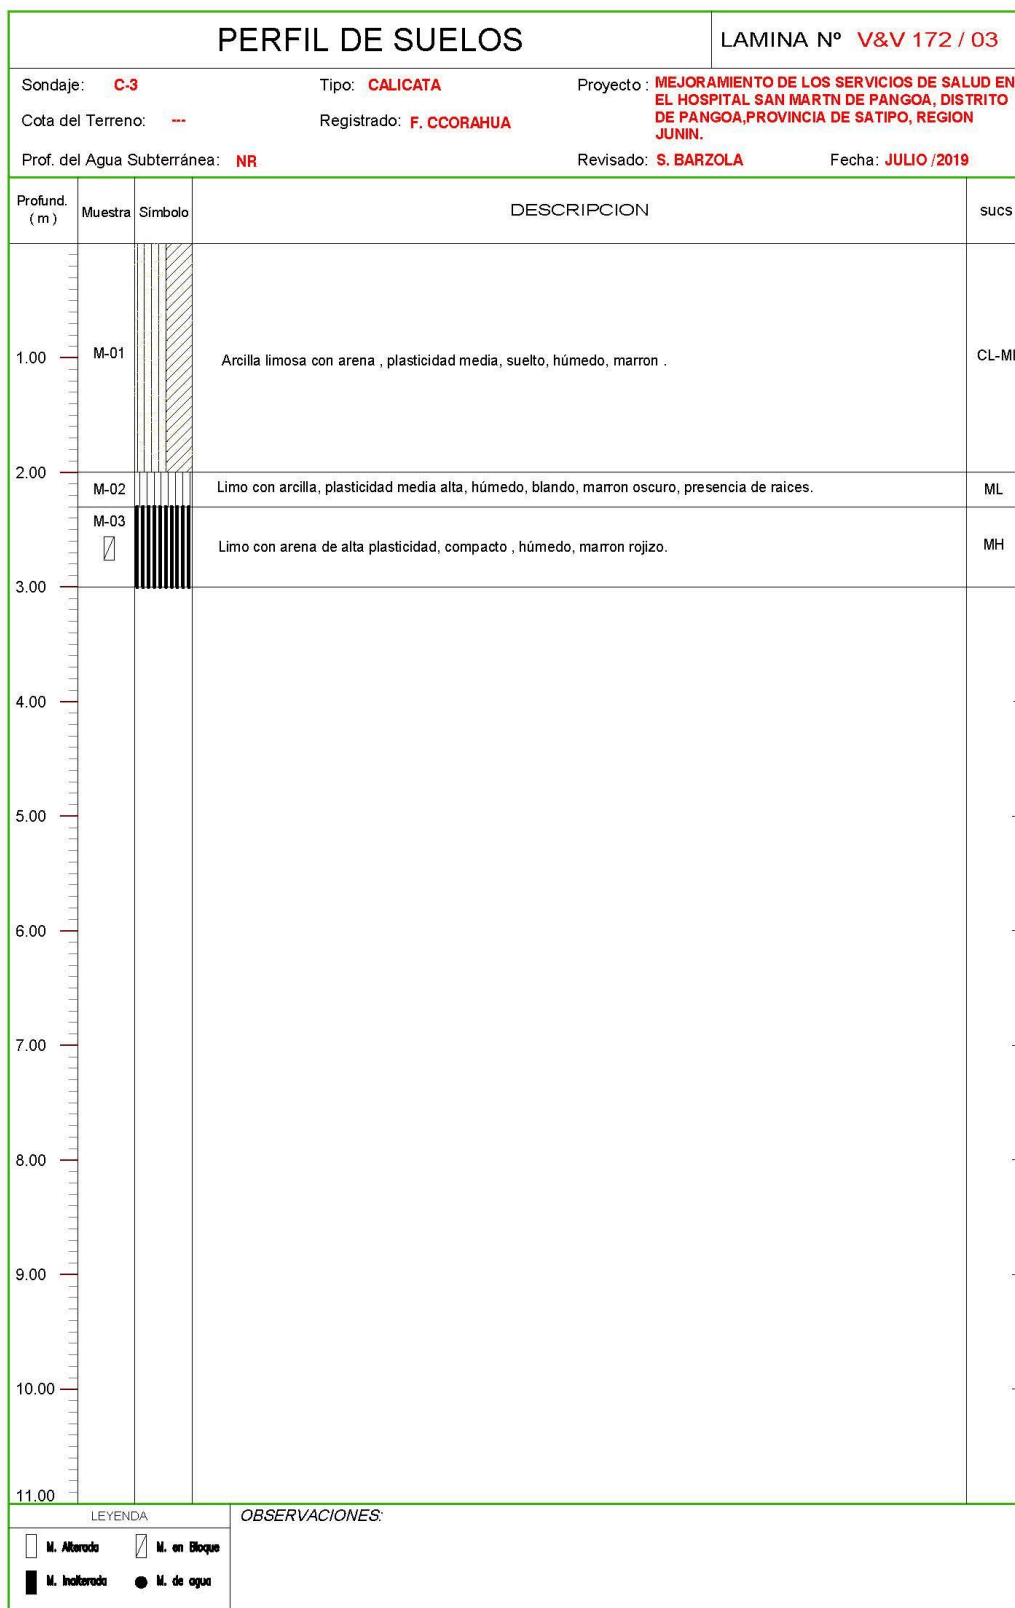 PERFIL DE SUELOS
LAMINA Nº V&V 172 / 03
Sondaje: C-3
Tipo: CALICATA
Proyecto : MEJORAMIENTO DE LOS SERVICIOS DE SALUD EN
EL HOSPITAL SAN MARTN DE PANGOA, DISTRITO
DE PANGOA,PROVINCIA DE SATIPO, REGION
JUNIN.
Cota del Terreno: ---
Registrado: F. CCORAHUA
Prof. del Agua Subterránea: NR
Revisado: S. BARZOLA
Fecha: JULIO /2019
Profund.
( m )
Muestra
Símbolo
DESCRIPCION
SUCS
1.00
M-01
Arcilla limosa con arena , plasticidad media, suelto, húmedo, marron .
CL-M
2.00
M-02
Limo con arcilla, plasticidad media alta, húmedo, blando, marron oscuro, presencia de raices.
ML
M-03
Limo con arena de alta plasticidad, compacto , húmedo, marron rojizo.
MH
3.00
4.00
5.00
6.00
7.00
8.00
9.00
10.00
11.00
LEYENDA
M. Alterada
M. en Bloque
M. Inalterada
M. de agua
OBSERVACIONES: